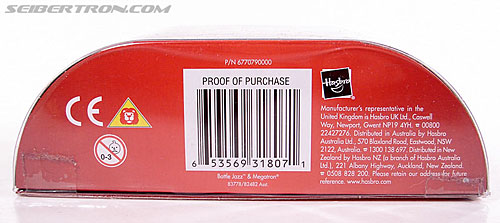 SEIBERTRON.COM
P/N 6770790000
PROOF OF PURCHASE
6 53569 31807 1
Battle Jazz™ & Megatron®
83778/82482 Asst.
CE
0-3
Hasbro
Manufacturer's representative in the
United Kingdom is Hasbro UK Ltd., Caswell
Way, Newport, Gwent NP19 4YH. ☎ 00800
22427276. Distributed in Australia by Hasbro
Australia Ltd., 570 Blaxland Road, Eastwood, NSW
2122, Australia. ☎ 1300 138 697. Distributed in New
Zealand by Hasbro NZ (a branch of Hasbro Australia
Ltd.), 221 Albany Highway, Auckland, New Zealand.
☎ 0508 828 200. Please retain our address for future
reference. www.hasbro.com